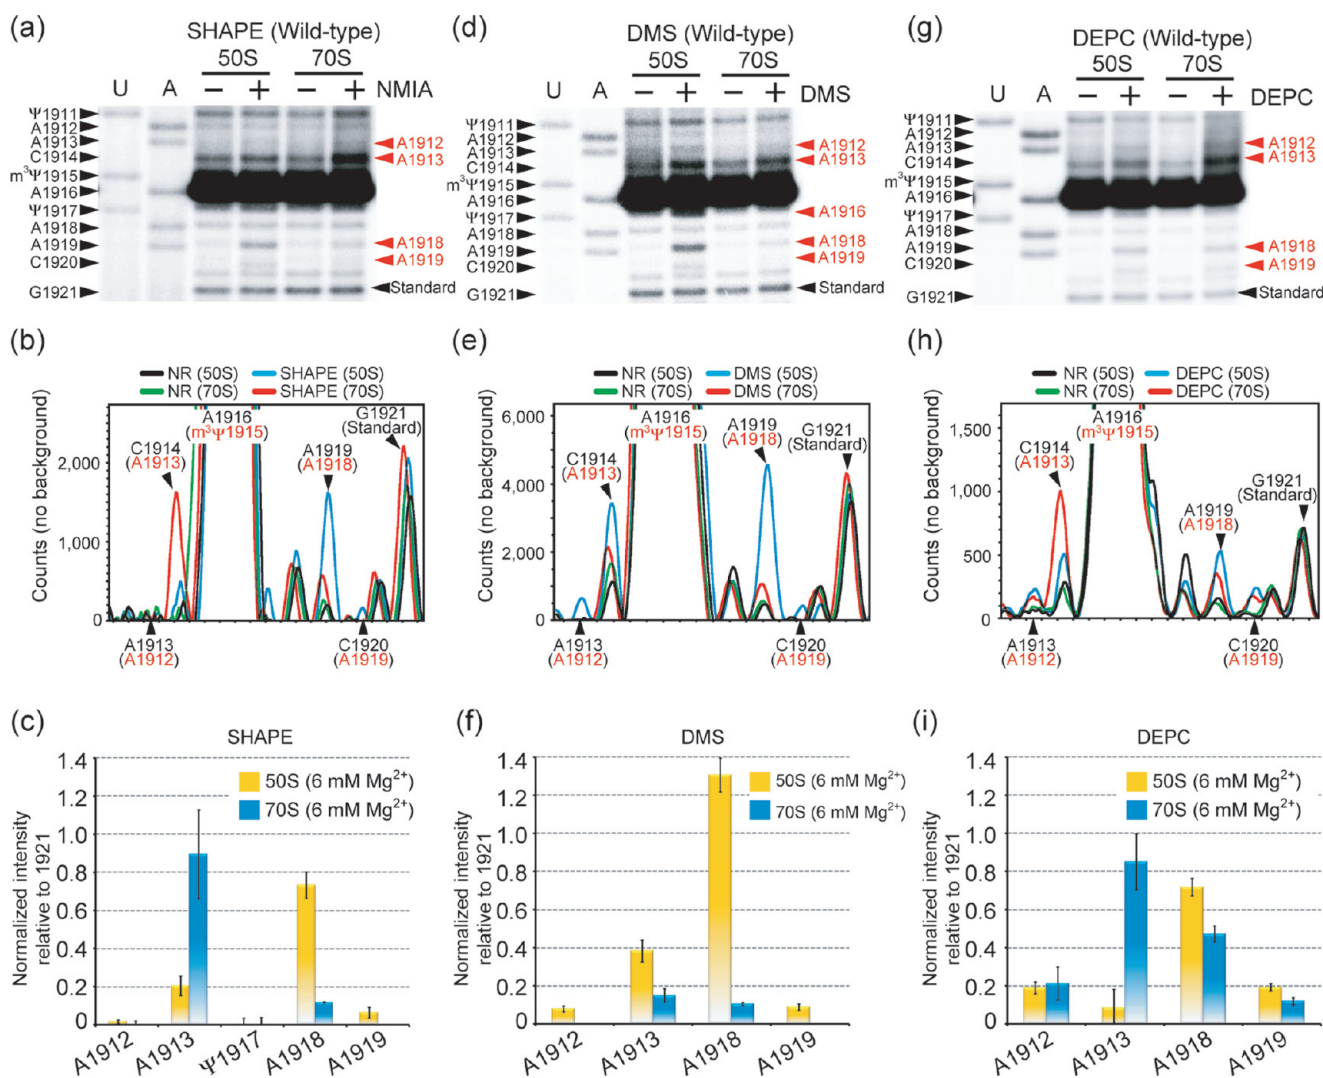 (a)
SHAPE (Wild-type)
50S 70S
U A − + − + NMIA
Ψ1911
A1912
A1913
C1914
m³Ψ1915
A1916
Ψ1917
A1918
A1919
C1920
G1921
A1912
A1913
A1918
A1919
Standard
(d)
DMS (Wild-type)
50S 70S
U A − + − + DMS
Ψ1911
A1912
A1913
C1914
m³Ψ1915
A1916
Ψ1917
A1918
A1919
C1920
G1921
A1912
A1913
A1916
A1918
A1919
Standard
(g)
DEPC (Wild-type)
50S 70S
U A − + − + DEPC
Ψ1911
A1912
A1913
C1914
m³Ψ1915
A1916
Ψ1917
A1918
A1919
C1920
G1921
A1912
A1913
A1918
A1919
Standard
(b)
NR (50S) SHAPE (50S)
NR (70S) SHAPE (70S)
Counts (no background)
2,000
1,000
0
A1916
(m³Ψ1915)
C1914
(A1913)
A1919
(A1918)
G1921
(Standard)
A1913
(A1912)
C1920
(A1919)
(e)
NR (50S) DMS (50S)
NR (70S) DMS (70S)
Counts (no background)
6,000
4,000
2,000
0
A1916
(m³Ψ1915)
C1914
(A1913)
A1919
(A1918)
G1921
(Standard)
A1913
(A1912)
C1920
(A1919)
(h)
NR (50S) DEPC (50S)
NR (70S) DEPC (70S)
Counts (no background)
1,500
1,000
500
0
A1916
(m³Ψ1915)
C1914
(A1913)
A1919
(A1918)
G1921
(Standard)
A1913
(A1912)
C1920
(A1919)
(c)
SHAPE
Normalized intensity
relative to 1921
1.4
1.2
1.0
0.8
0.6
0.4
0.2
0
50S (6 mM Mg²⁺)
70S (6 mM Mg²⁺)
A1912 A1913 Ψ1917 A1918 A1919
(f)
DMS
Normalized intensity
relative to 1921
1.4
1.2
1.0
0.8
0.6
0.4
0.2
0
50S (6 mM Mg²⁺)
70S (6 mM Mg²⁺)
A1912 A1913 A1918 A1919
(i)
DEPC
Normalized intensity
relative to 1921
1.4
1.2
1.0
0.8
0.6
0.4
0.2
0
50S (6 mM Mg²⁺)
70S (6 mM Mg²⁺)
A1912 A1913 A1918 A1919